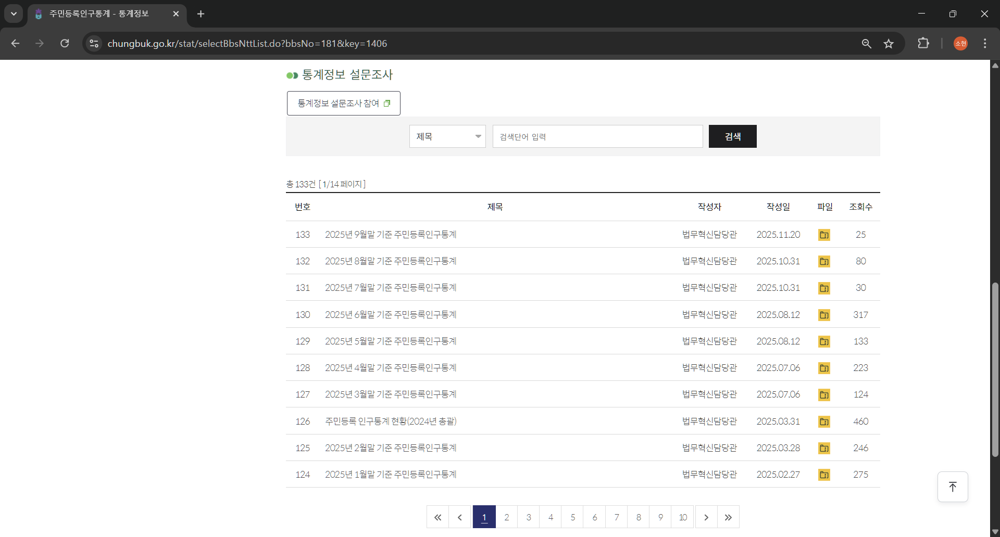 주민등록인구통계 - 통계정보
chungbuk.go.kr/stat/selectBbsNttList.do?bbsNo=181&key=1406
소현
통계정보 설문조사
통계정보 설문조사 참여
제목 검색단어 입력 검색
총 133건 [ 1/14 페이지 ]
번호 제목 작성자 작성일 파일 조회수
133 2025년 9월말 기준 주민등록인구통계 법무혁신담당관 2025.11.20 25
132 2025년 8월말 기준 주민등록인구통계 법무혁신담당관 2025.10.31 80
131 2025년 7월말 기준 주민등록인구통계 법무혁신담당관 2025.10.31 30
130 2025년 6월말 기준 주민등록인구통계 법무혁신담당관 2025.08.12 317
129 2025년 5월말 기준 주민등록인구통계 법무혁신담당관 2025.08.12 133
128 2025년 4월말 기준 주민등록인구통계 법무혁신담당관 2025.07.06 223
127 2025년 3월말 기준 주민등록인구통계 법무혁신담당관 2025.07.06 124
126 주민등록 인구통계 현황(2024년 총괄) 법무혁신담당관 2025.03.31 460
125 2025년 2월말 기준 주민등록인구통계 법무혁신담당관 2025.03.28 246
124 2025년 1월말 기준 주민등록인구통계 법무혁신담당관 2025.02.27 275
1 2 3 4 5 6 7 8 9 10